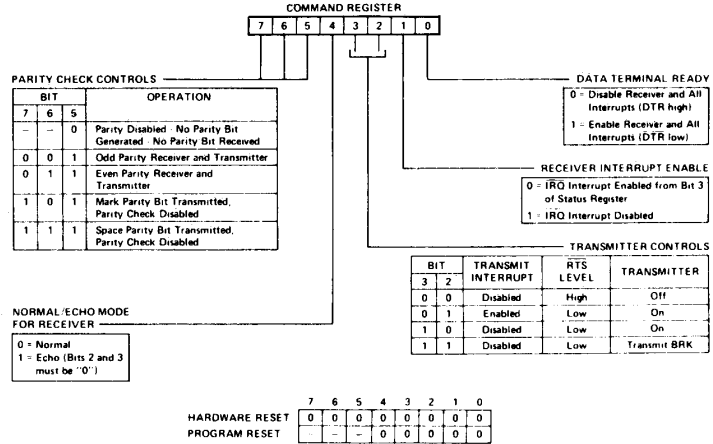 COMMAND REGISTER
7 6 5 4 3 2 1 0
PARITY CHECK CONTROLS
BIT OPERATION
7 6 5
– – 0 Parity Disabled - No Parity Bit
Generated - No Parity Bit Received
0 0 1 Odd Parity Receiver and Transmitter
0 1 1 Even Parity Receiver and
Transmitter
1 0 1 Mark Parity Bit Transmitted,
Parity Check Disabled
1 1 1 Space Parity Bit Transmitted,
Parity Check Disabled
NORMAL/ECHO MODE
FOR RECEIVER
0 = Normal
1 = Echo (Bits 2 and 3
must be "0")
DATA TERMINAL READY
0 = Disable Receiver and All
Interrupts (DTR high)
1 = Enable Receiver and All
Interrupts (DTR low)
RECEIVER INTERRUPT ENABLE
0 = IRQ Interrupt Enabled from Bit 3
of Status Register
1 = IRQ Interrupt Disabled
TRANSMITTER CONTROLS
BIT TRANSMIT INTERRUPT RTS LEVEL TRANSMITTER
3 2
0 0 Disabled High Off
0 1 Enabled Low On
1 0 Disabled Low On
1 1 Disabled Low Transmit BRK
7 6 5 4 3 2 1 0
HARDWARE RESET 0 0 0 0 0 0 0 0
PROGRAM RESET – – – 0 0 0 0 0